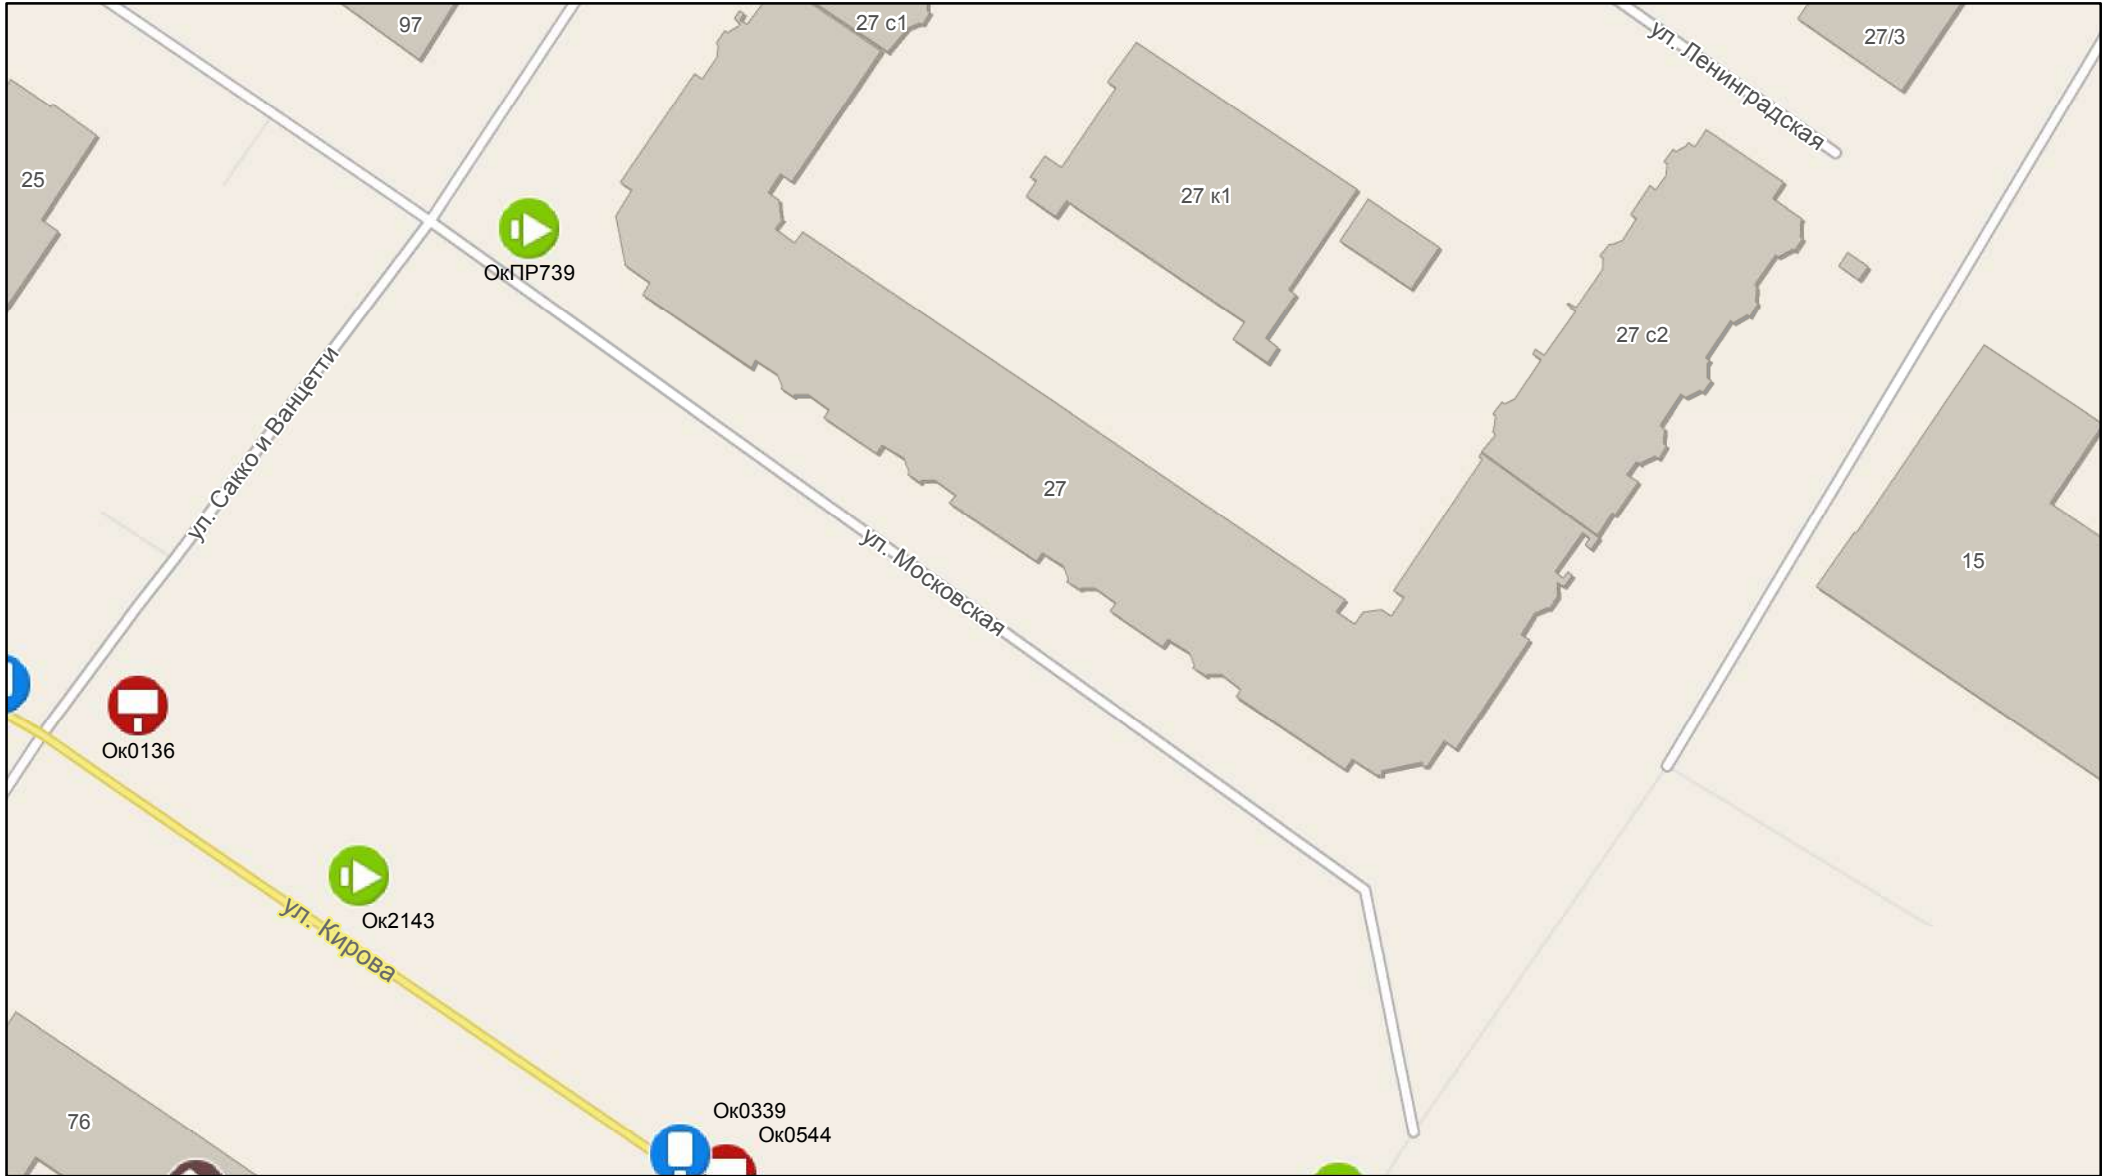 97
27 с1
27/3
ул. Ленинградская
25
27 к1
ОкПР739
27 с2
ул. Сакко и Ванцетти
27
ул. Московская
15
Ок0136
Ок2143
ул. Кирова
76
Ок0339
Ок0544